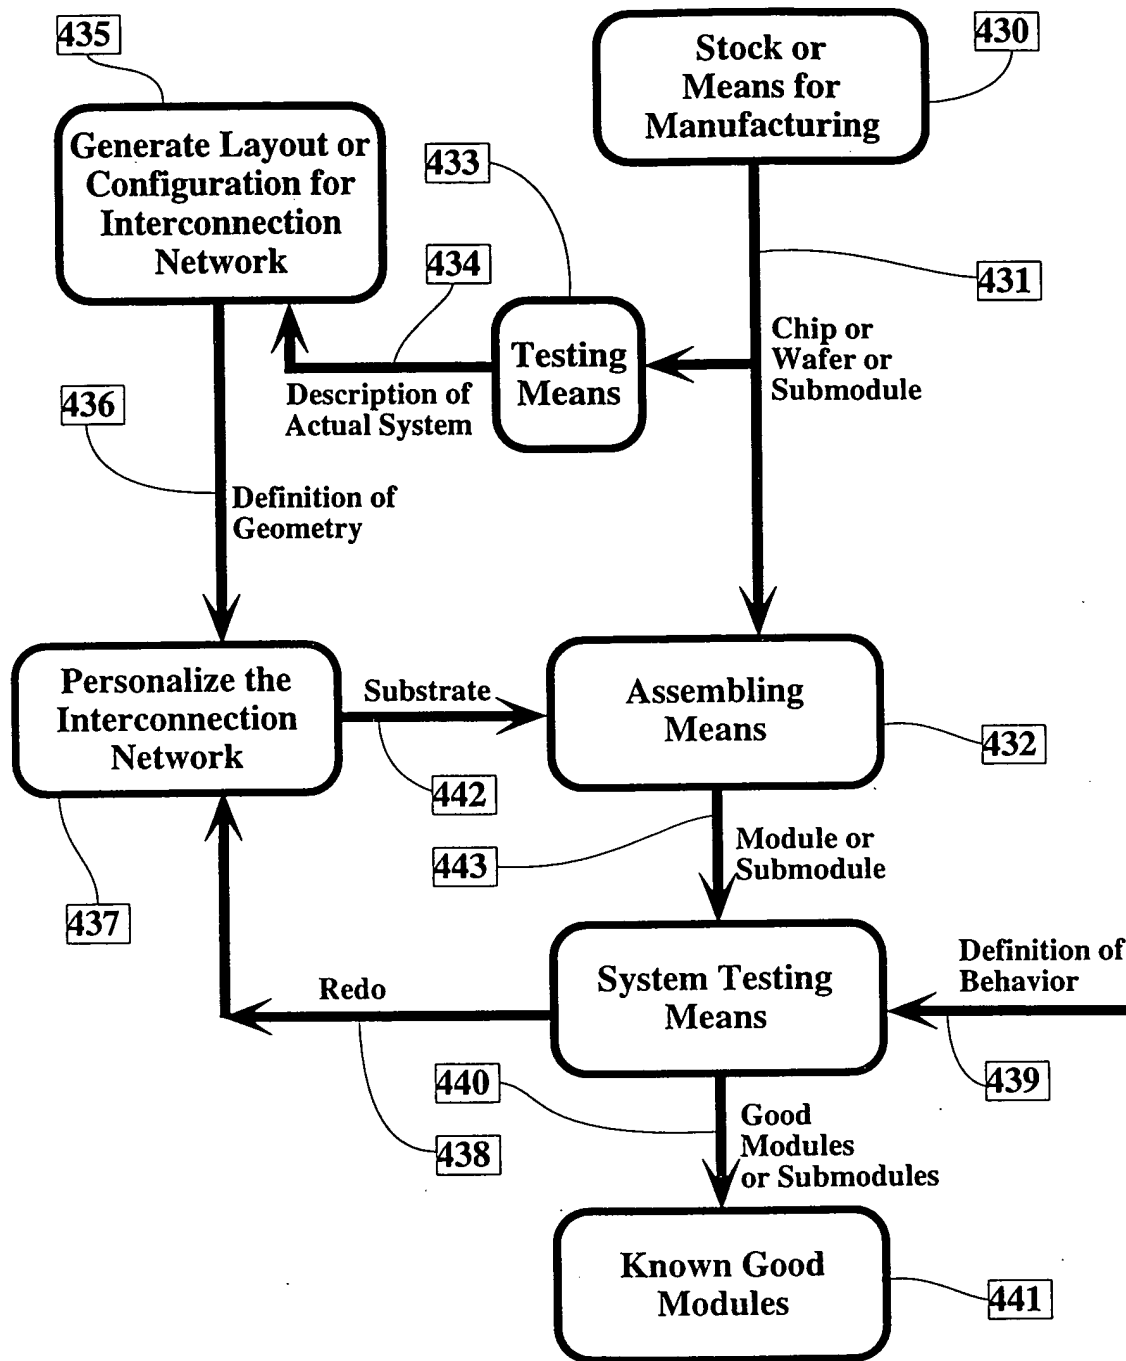 435
430
Stock or
Means for
Manufacturing
Generate Layout or
Configuration for
Interconnection
Network
433
434
431
Chip or
Wafer or
Submodule
Testing
Means
Description of
Actual System
436
Definition of
Geometry
Personalize the
Interconnection
Network
Substrate
Assembling
Means
432
442
443
Module or
Submodule
437
Definition of
Behavior
System Testing
Means
Redo
439
440
438
Good
Modules
or Submodules
Known Good
Modules
441